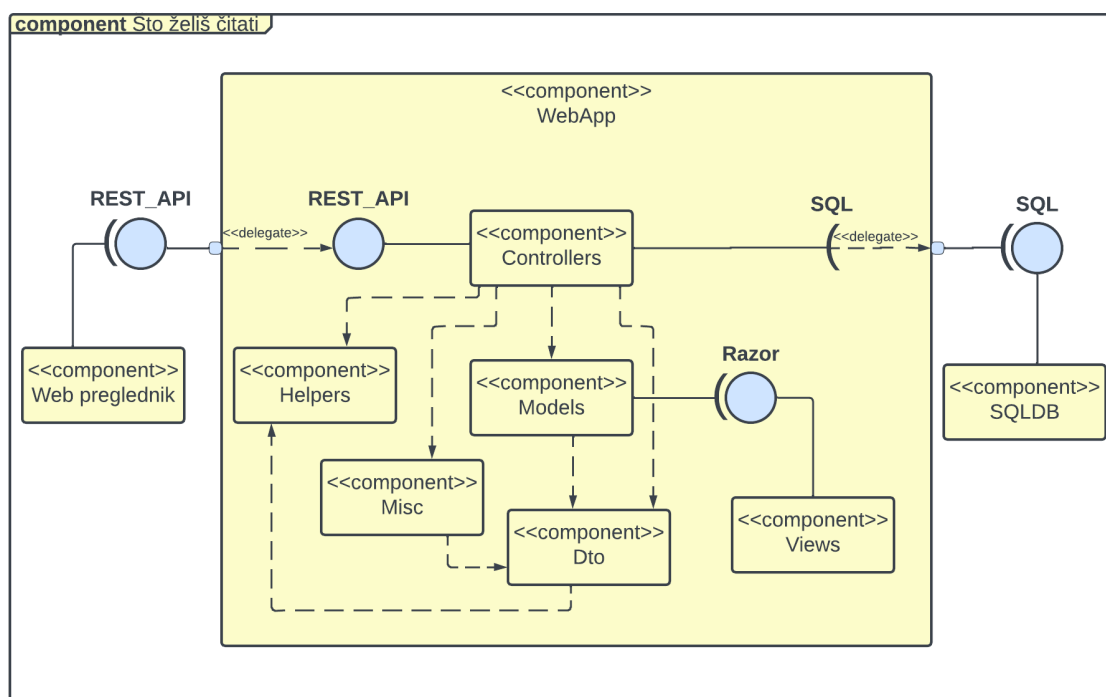 component Sto želiš čitati
<<component>>
WebApp
REST_API
REST_API
SQL
SQL
<<delegate>>
<<delegate>>
<<component>>
Controllers
<<component>>
Web preglednik
<<component>>
Helpers
<<component>>
Models
Razor
<<component>>
SQLDB
<<component>>
Misc
<<component>>
Dto
<<component>>
Views